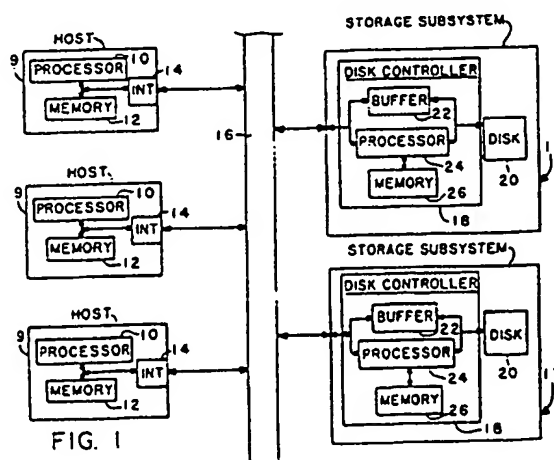 HOST
9
10
PROCESSOR
14
INT
MEMORY
12
HOST
9
10
PROCESSOR
14
INT
MEMORY
12
HOST
9
10
PROCESSOR
14
INT
MEMORY
12
FIG. 1
16
STORAGE SUBSYSTEM
DISK CONTROLLER
BUFFER
22
PROCESSOR
24
MEMORY
26
18
DISK
20
STORAGE SUBSYSTEM
DISK CONTROLLER
BUFFER
22
PROCESSOR
24
MEMORY
26
18
DISK
20